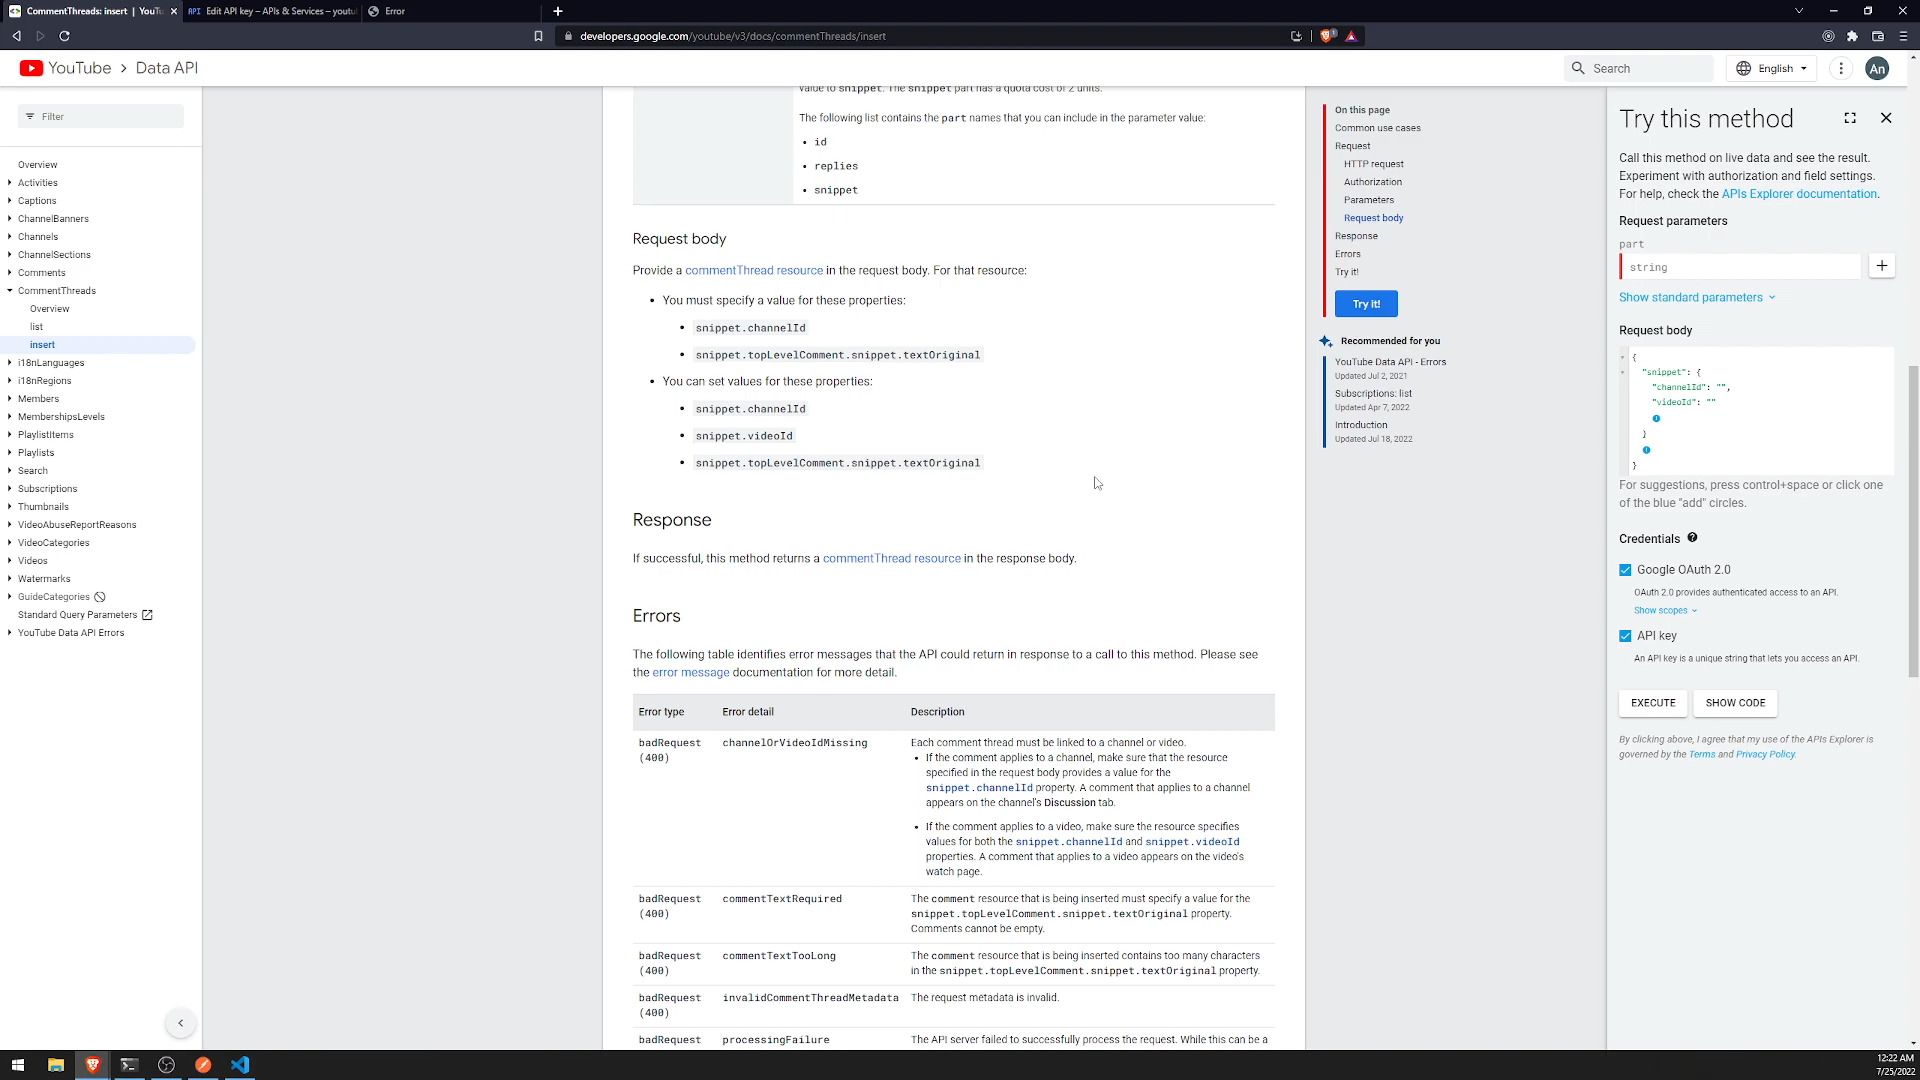 CommentThreads: insert | YouTu
Edit API key – APIs & Services – youtu
Error
developers.google.com/youtube/v3/docs/commentThreads/insert
YouTube > Data API
Search
English
An
Filter
Overview
Activities
Captions
ChannelBanners
Channels
ChannelSections
Comments
CommentThreads
Overview
list
insert
i18nLanguages
i18nRegions
Members
MembershipsLevels
PlaylistItems
Playlists
Search
Subscriptions
Thumbnails
VideoAbuseReportReasons
VideoCategories
Videos
Watermarks
GuideCategories
Standard Query Parameters
YouTube Data API Errors
value to snippet. The snippet part has a quota cost of 2 units.
The following list contains the part names that you can include in the parameter value:
• id
• replies
• snippet
Request body
Provide a commentThread resource in the request body. For that resource:
• You must specify a value for these properties:
• snippet.channelId
• snippet.topLevelComment.snippet.textOriginal
• You can set values for these properties:
• snippet.channelId
• snippet.videoId
• snippet.topLevelComment.snippet.textOriginal
Response
If successful, this method returns a commentThread resource in the response body.
Errors
The following table identifies error messages that the API could return in response to a call to this method. Please see
the error message documentation for more detail.
Error type Error detail Description
badRequest (400) channelOrVideoIdMissing Each comment thread must be linked to a channel or video.
• If the comment applies to a channel, make sure that the resource
specified in the request body provides a value for the
snippet.channelId property. A comment that applies to a channel
appears on the channel's Discussion tab.
• If the comment applies to a video, make sure the resource specifies
values for both the snippet.channelId and snippet.videoId
properties. A comment that applies to a video appears on the video's
watch page.
badRequest commentTextRequired The comment resource that is being inserted must specify a value for the
(400) snippet.topLevelComment.snippet.textOriginal property.
Comments cannot be empty.
badRequest commentTextTooLong The comment resource that is being inserted contains too many characters
(400) in the snippet.topLevelComment.snippet.textOriginal property.
badRequest invalidCommentThreadMetadata The request metadata is invalid.
(400)
badRequest processingFailure The API server failed to successfully process the request. While this can be a
On this page
Common use cases
Request
HTTP request
Authorization
Parameters
Request body
Response
Errors
Try it!
Try it!
Recommended for you
YouTube Data API - Errors
Updated Jul 2, 2021
Subscriptions: list
Updated Apr 7, 2022
Introduction
Updated Jul 18, 2022
Try this method
Call this method on live data and see the result.
Experiment with authorization and field settings.
For help, check the APIs Explorer documentation.
Request parameters
part
string
Show standard parameters
Request body
{
"snippet": {
"channelId": "",
"videoId": ""
}
}
For suggestions, press control+space or click one
of the blue "add" circles.
Credentials
Google OAuth 2.0
OAuth 2.0 provides authenticated access to an API.
Show scopes
API key
An API key is a unique string that lets you access an API.
EXECUTE SHOW CODE
By clicking above, I agree that my use of the APIs Explorer is
governed by the Terms and Privacy Policy.
12:22 AM
7/25/2022